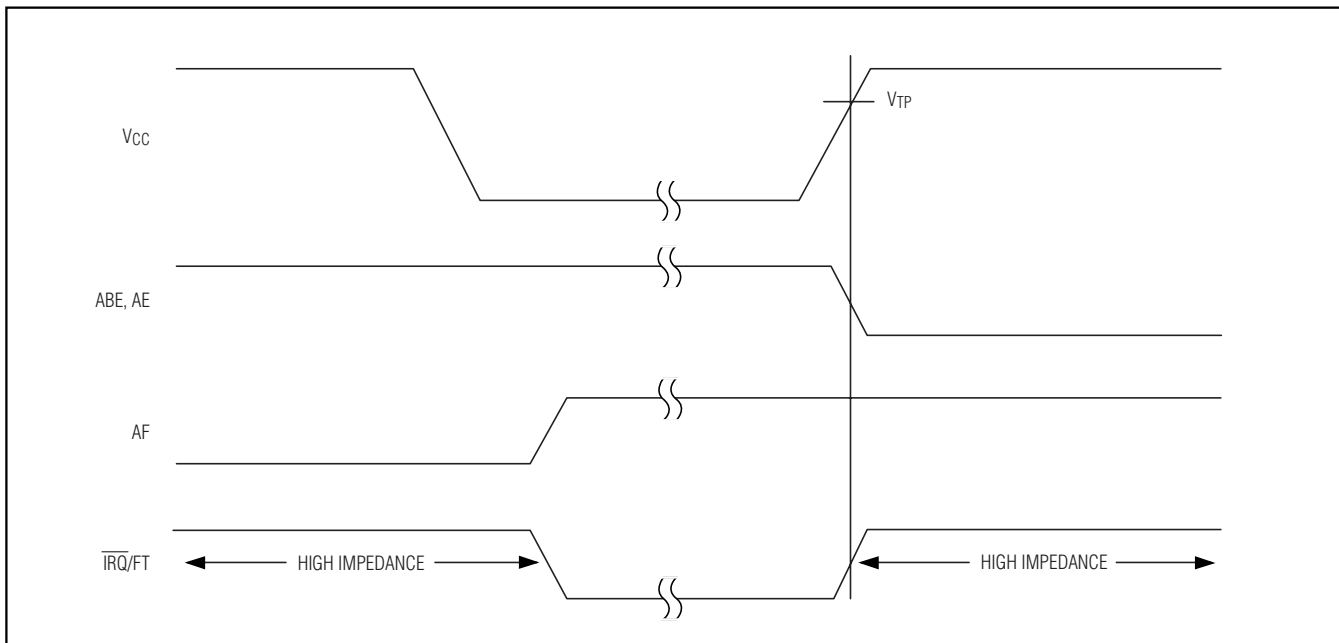 VTP
VCC
ABE, AE
AF
IRQ/FT
HIGH IMPEDANCE
HIGH IMPEDANCE